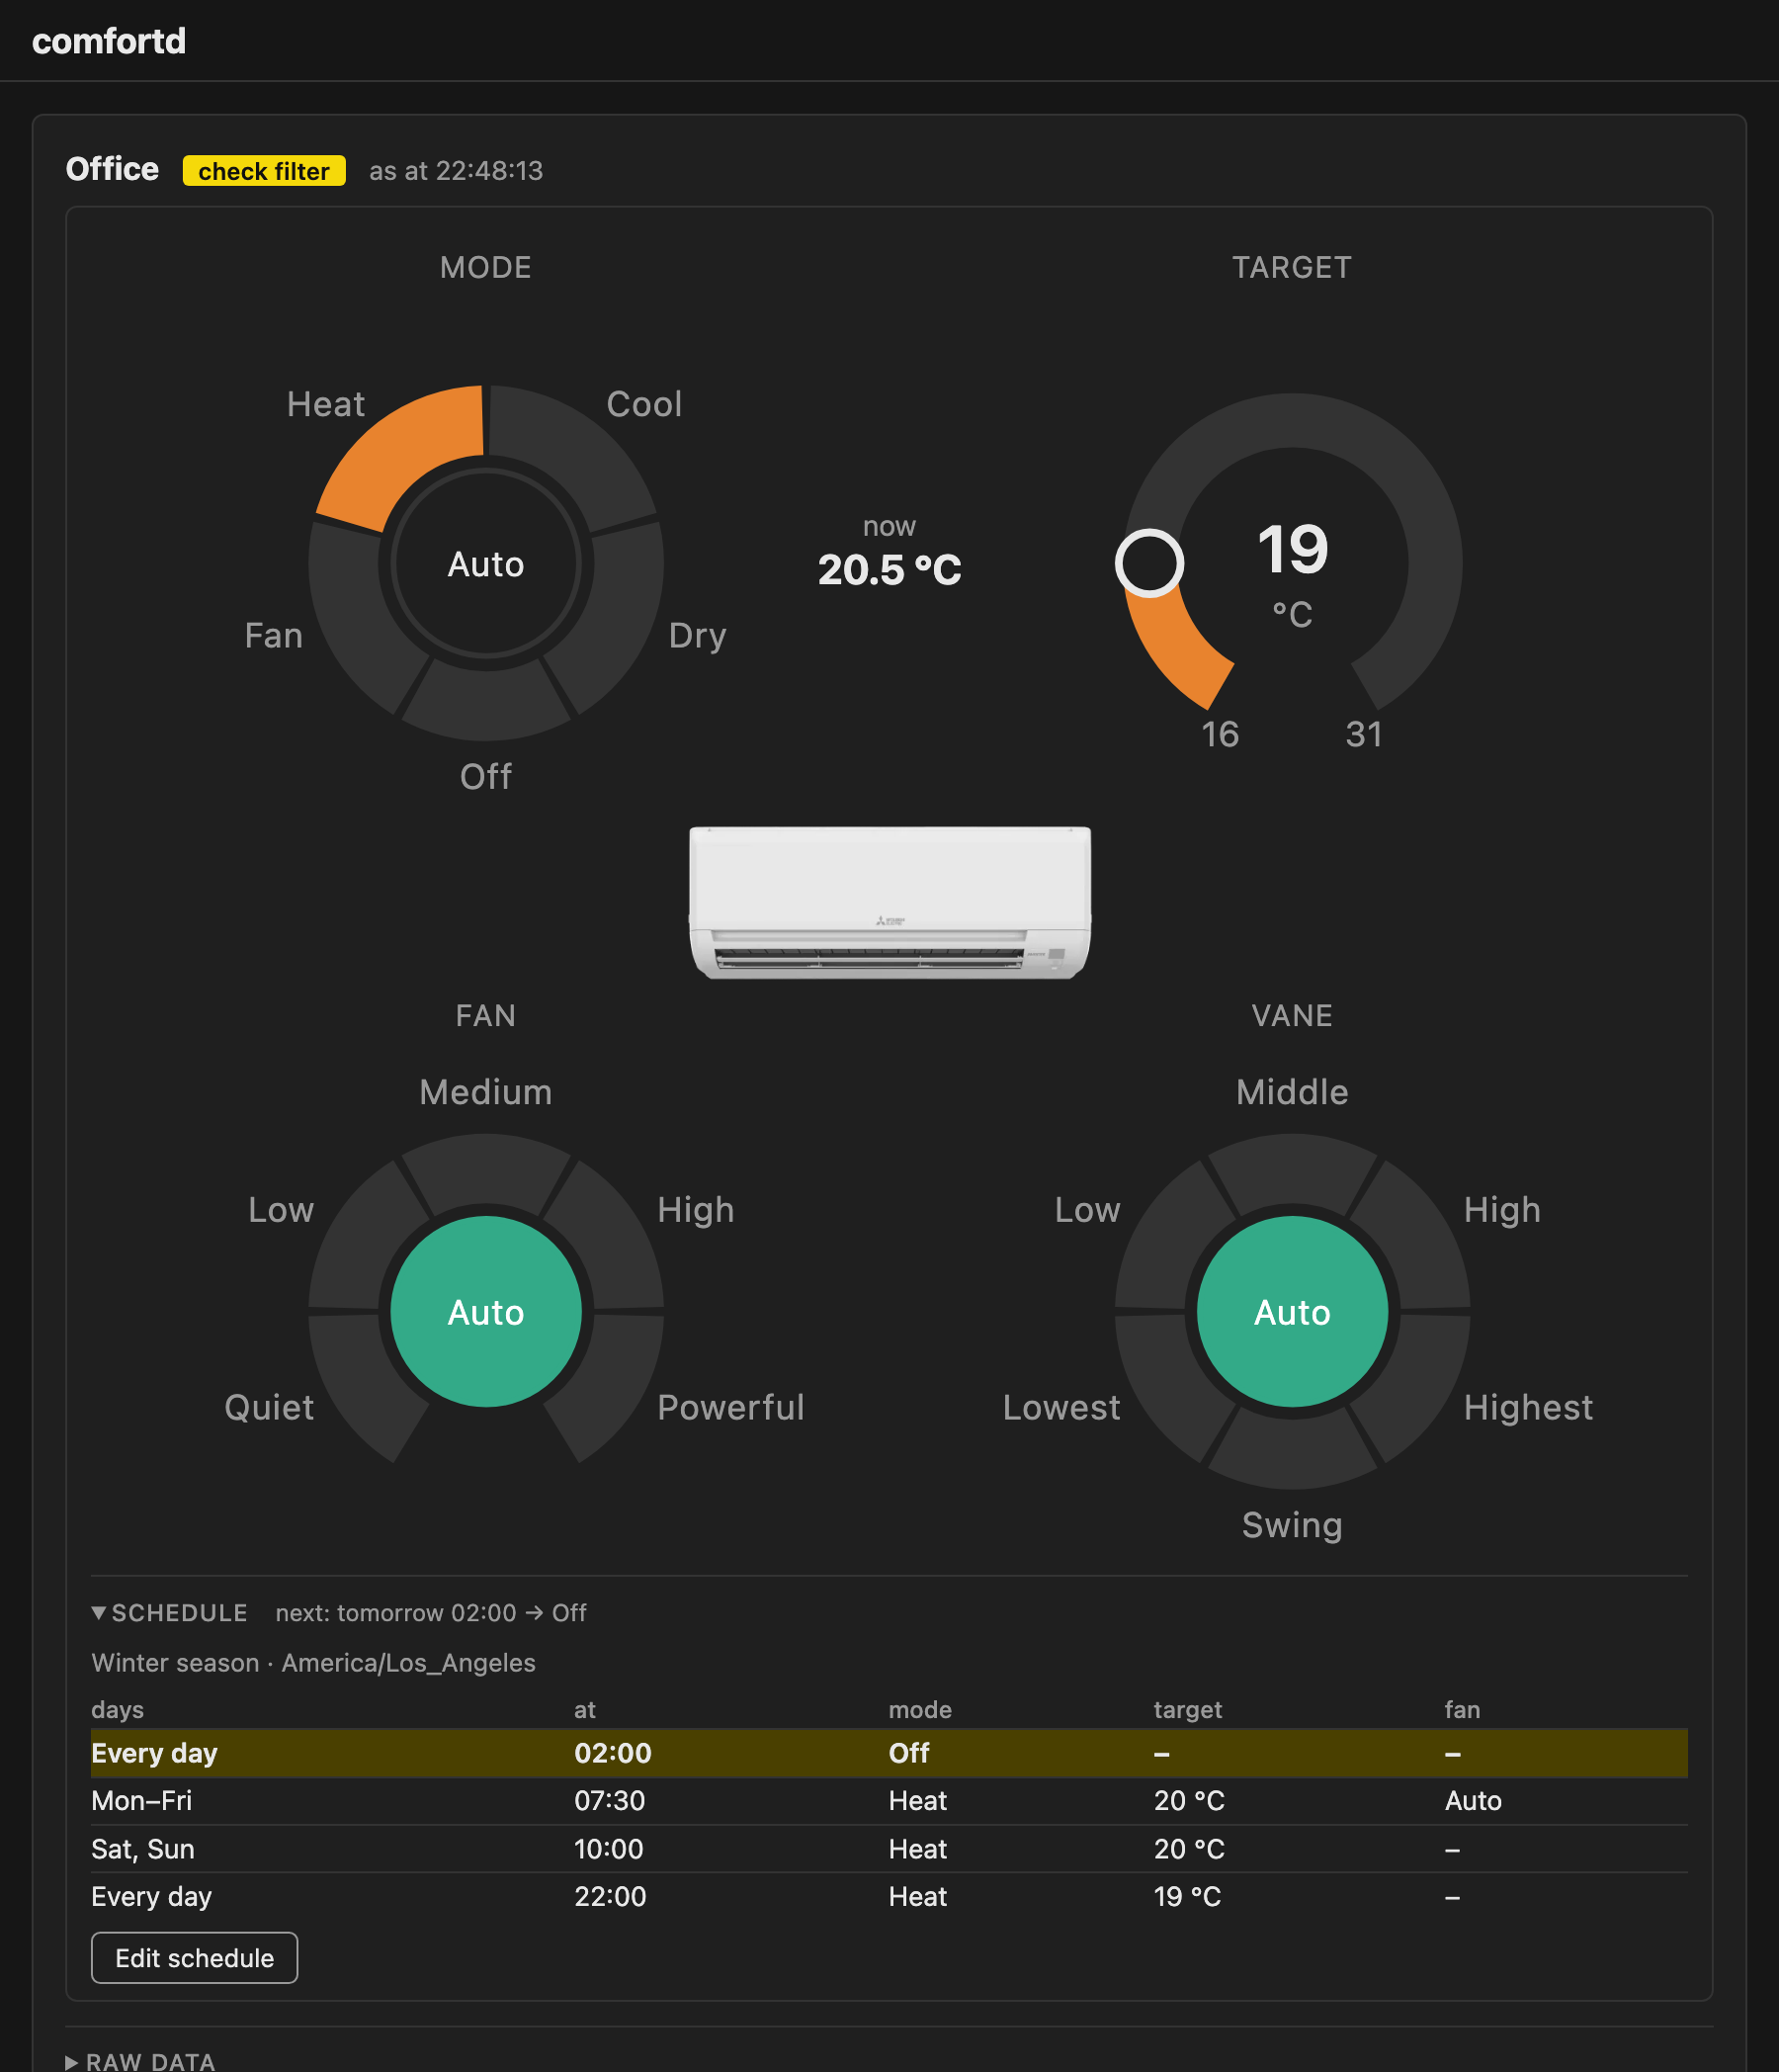 comfortd
Office check filter as at 22:48:13
MODE
TARGET
Heat
Cool
Auto
Fan
Dry
Off
now
20.5 °C
19
°C
16
31
FAN
VANE
Medium
Low
High
Auto
Quiet
Powerful
Middle
Low
High
Auto
Lowest
Highest
Swing
▼ SCHEDULE next: tomorrow 02:00 → Off
Winter season · America/Los_Angeles
days at mode target fan
Every day 02:00 Off – –
Mon–Fri 07:30 Heat 20 °C Auto
Sat, Sun 10:00 Heat 20 °C –
Every day 22:00 Heat 19 °C –
Edit schedule
▶ RAW DATA